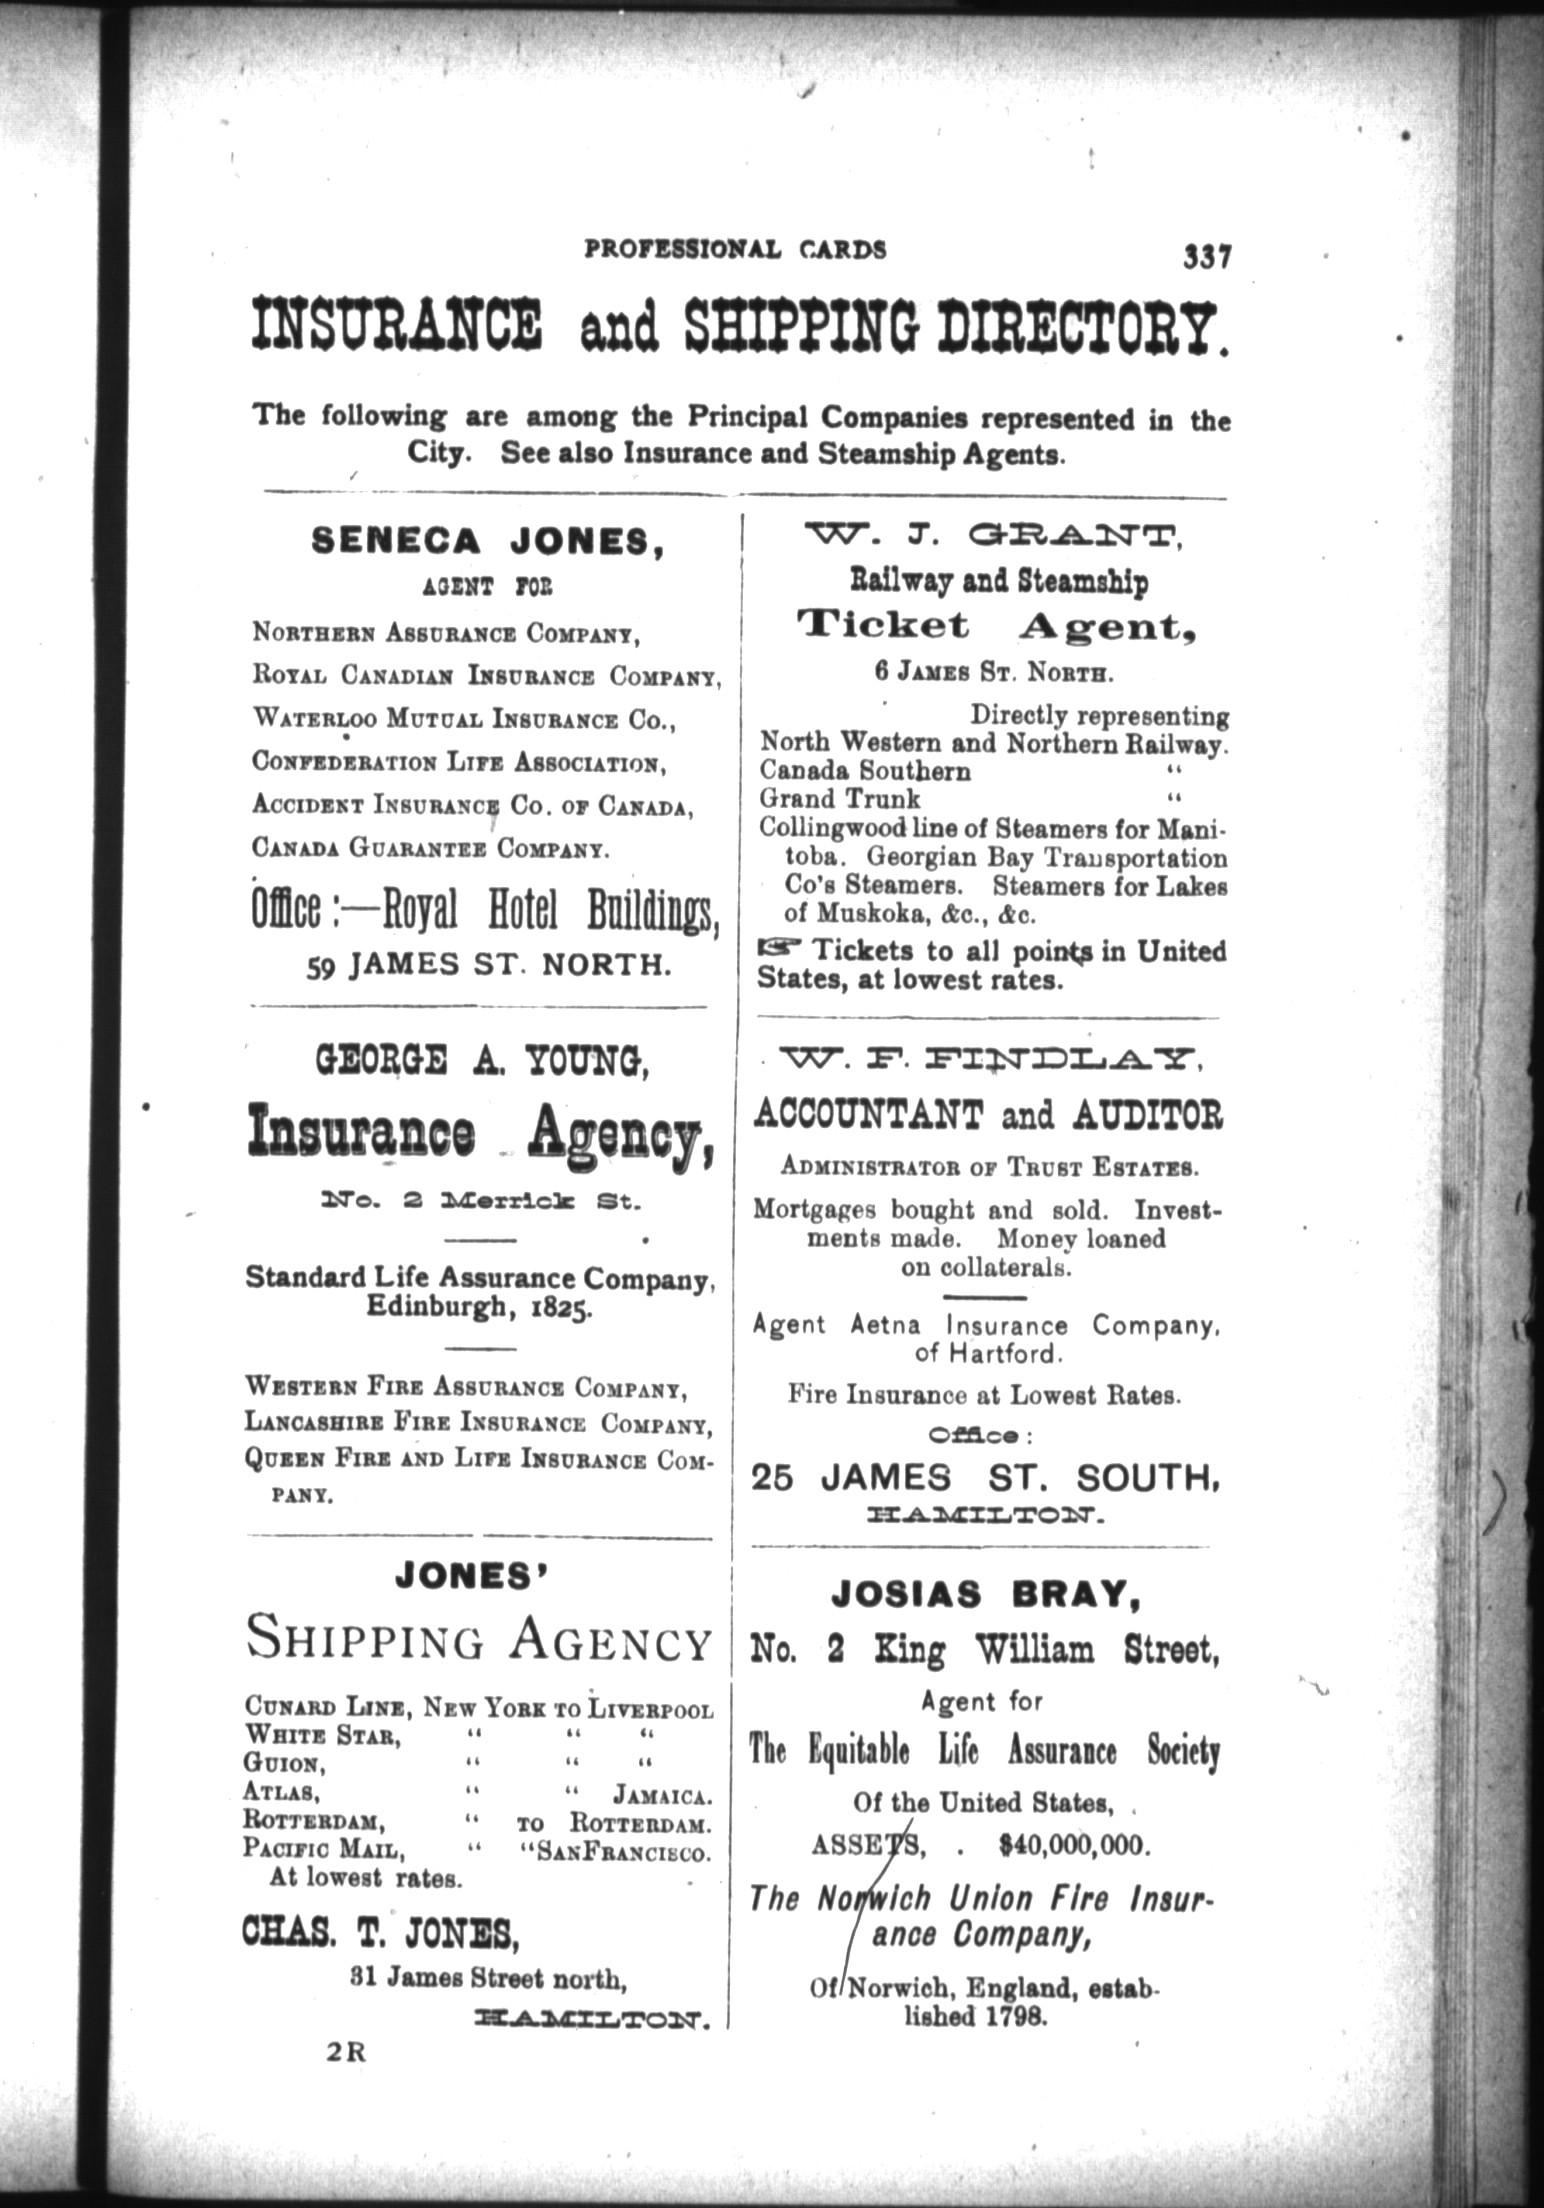 PROFESSIONAL CARDS 337
INSURANCE and SHIPPING DIRECTORY.
The following are among the Principal Companies represented in the
City. See also Insurance and Steamship Agents.
SENECA JONES,
AGENT FOR
NORTHERN ASSURANCE COMPANY,
ROYAL CANADIAN INSURANCE COMPANY,
WATERLOO MUTUAL INSURANCE CO.,
CONFEDERATION LIFE ASSOCIATION,
ACCIDENT INSURANCE CO. OF CANADA,
CANADA GUARANTEE COMPANY.
Office :—Royal Hotel Buildings,
59 JAMES ST. NORTH.
GEORGE A. YOUNG,
Insurance Agency,
No. 2 Merrick St.
Standard Life Assurance Company,
Edinburgh, 1825.
WESTERN FIRE ASSURANCE COMPANY,
LANCASHIRE FIRE INSURANCE COMPANY,
QUEEN FIRE AND LIFE INSURANCE COM-
PANY.
JONES'
SHIPPING AGENCY
CUNARD LINE, NEW YORK TO LIVERPOOL
WHITE STAR, " " "
GUION, " " "
ATLAS, " " JAMAICA.
ROTTERDAM, " TO ROTTERDAM.
PACIFIC MAIL, " "SANFRANCISCO.
At lowest rates.
CHAS. T. JONES,
31 James Street north,
HAMILTON.
2R
W. J. GRANT,
Railway and Steamship
Ticket Agent,
6 JAMES ST. NORTH.
Directly representing
North Western and Northern Railway.
Canada Southern "
Grand Trunk "
Collingwood line of Steamers for Mani-
toba. Georgian Bay Transportation
Co's Steamers. Steamers for Lakes
of Muskoka, &c., &c.
☞ Tickets to all points in United
States, at lowest rates.
W. F. FINDLAY,
ACCOUNTANT and AUDITOR
ADMINISTRATOR OF TRUST ESTATES.
Mortgages bought and sold. Invest-
ments made. Money loaned
on collaterals.
Agent Aetna Insurance Company,
of Hartford.
Fire Insurance at Lowest Rates.
Office :
25 JAMES ST. SOUTH,
HAMILTON.
JOSIAS BRAY,
No. 2 King William Street,
Agent for
The Equitable Life Assurance Society
Of the United States,
ASSETS, . $40,000,000.
The Norwich Union Fire Insur-
ance Company,
Of Norwich, England, estab-
lished 1798.